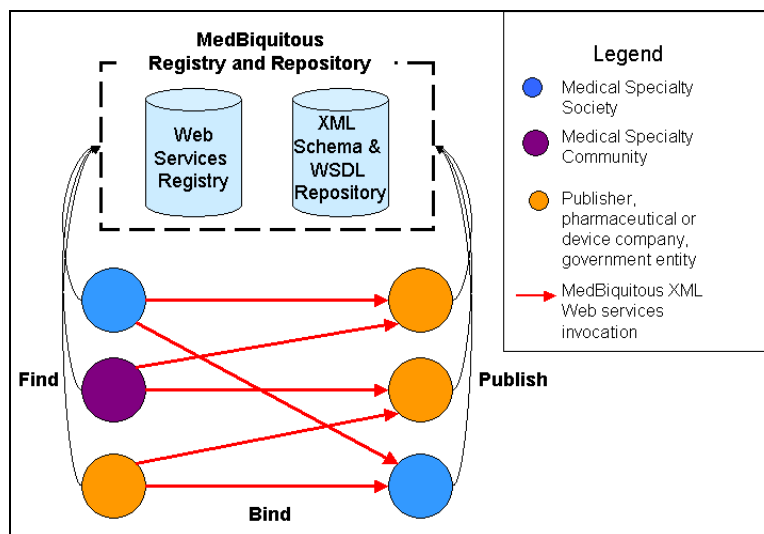 MedBiquitous
Registry and Repository
Web
Services
Registry
XML
Schema &
WSDL
Repository
Find
Bind
Publish
Legend
Medical Specialty
Society
Medical Specialty
Community
Publisher,
pharmaceutical or
device company,
government entity
MedBiquitous XML
Web services
invocation